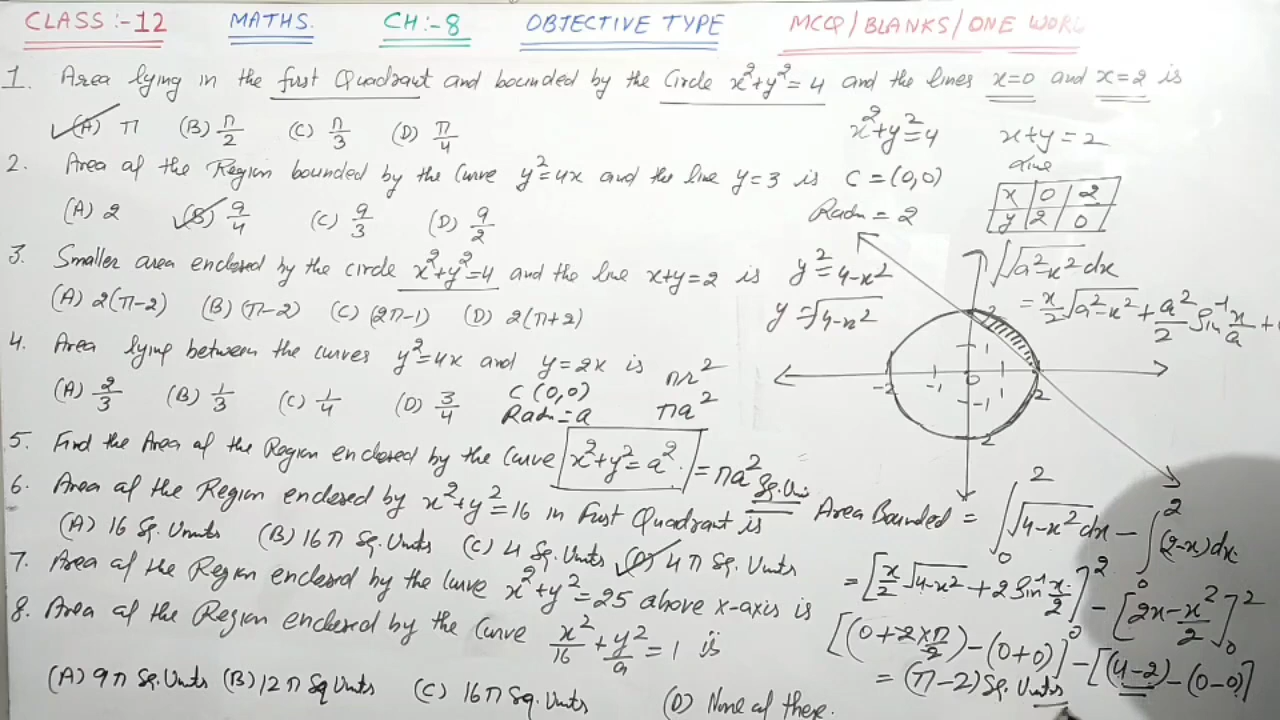 CLASS :-12 MATHS. CH:-8 OBJECTIVE TYPE MCQ/BLANKS/ONE WORD
1. Area lying in the first Quadrant and bounded by the Circle x²+y²=4 and the lines x=0 and x=2 is
(A) π (B) π/2 (C) π/3 (D) π/4
2. Area of the Region bounded by the Curve y²=4x and the line y=3 is
(A) 2 (B) 9/4 (C) 9/3 (D) 9/2
3. Smaller area enclosed by the circle x²+y²=4 and the line x+y=2 is
(A) 2(π-2) (B) (π-2) (C) (2π-1) (D) 2(π+2)
4. Area lying between the curves y²=4x and y=2x is
(A) 2/3 (B) 1/3 (C) 1/4 (D) 3/4
C(0,0)
Radiu=a
πr²
πa²
5. Find the Area of the Region enclosed by the Curve x²+y²=a². = πa² Sq. Uni
6. Area of the Region enclosed by x²+y²=16 in First Quadrant is
(A) 16 Sq. Units (B) 16π Sq. Units (C) 4 Sq. Units (D) 4π Sq. Units
7. Area of the Region enclosed by the curve x²+y²=25 above x-axis is
8. Area of the Region enclosed by the Curve x²/16 + y²/9 = 1 is
(A) 9π Sq. Units (B) 12π Sq Units (C) 16π Sq. Units (D) None of these.
x²+y²=4
C = (0,0)
Radiu = 2
y²=4-x²
y=√4-x²
x+y=2
x 0 2
y 2 0
∫√a²-x² dx
= x/2 √a²-x² + a²/2 Sin⁻¹ x/a +
2
1
-2 -1 0 2
-1
-2
Area Bounded = ∫₀² √4-x² dx - ∫₀² (2-x)dx
= [x/2 √4-x² + 2 Sin⁻¹ x/2]₀² - [2x - x²/2]₀²
[(0+2×π/2)-(0+0)] - [(4-2)-(0-0)]
= (π-2) Sq. Units